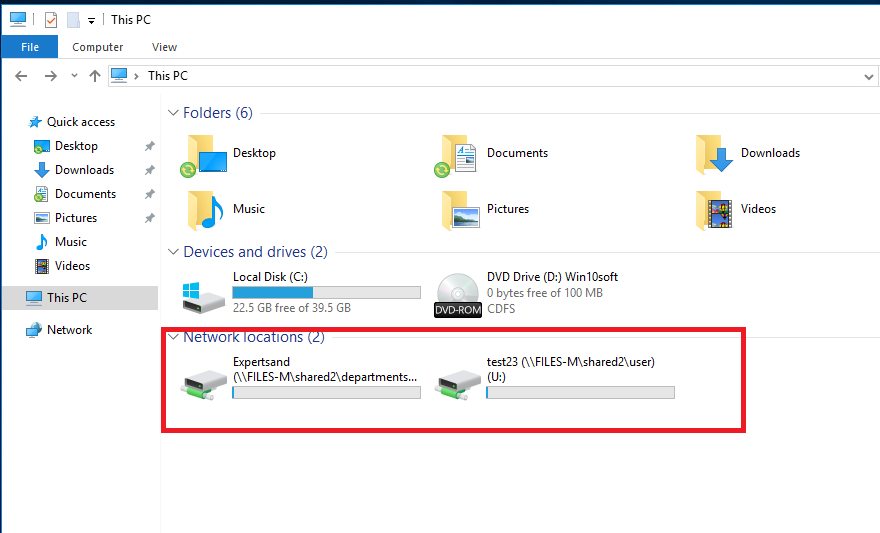 This PC
File Computer View
This PC
Quick access
Desktop
Downloads
Documents
Pictures
Music
Videos
This PC
Network
Folders (6)
Desktop
Documents
Downloads
Music
Pictures
Videos
Devices and drives (2)
Local Disk (C:)
22.5 GB free of 39.5 GB
DVD Drive (D:) Win10soft
0 bytes free of 100 MB
CDFS
DVD-ROM
Network locations (2)
Expertsand
(\\FILES-M\shared2\departments...
test23 (\\FILES-M\shared2\user)
(U:)